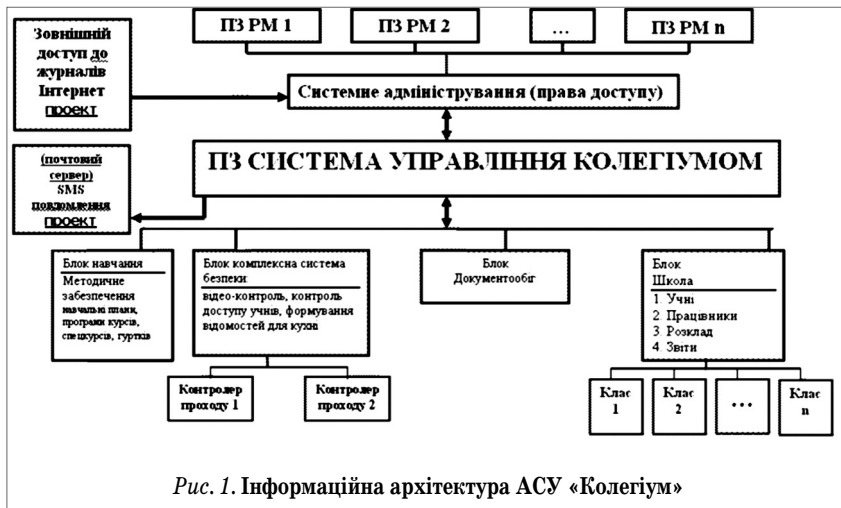 Зовнішній
доступ до
журналів
Інтернет
проект
ПЗ РМ 1
ПЗ РМ 2
...
ПЗ РМ n
Системне адміністрування (права доступу)
ПЗ СИСТЕМА УПРАВЛІННЯ КОЛЕГІУМОМ
(почтовий
сервер)
SMS
повдомлення
проект
Блок навчання
Методичне
забезпечення
навчальні плани,
програми курсів,
спецкурсів, гуртків
Блок комплексна система
безпеки
відео-контроль, контроль
доступу учнів, формування
відомостей для кухні
Контролер
проходу 1
Контролер
проходу 2
Блок
Документообіг
Блок
Школа
1. Учні
2. Працівники
3. Розклад
4. Звіти
Клас
1
Клас
2
...
Клас
n
Рис. 1. Інформаційна архітектура АСУ «Колегіум»